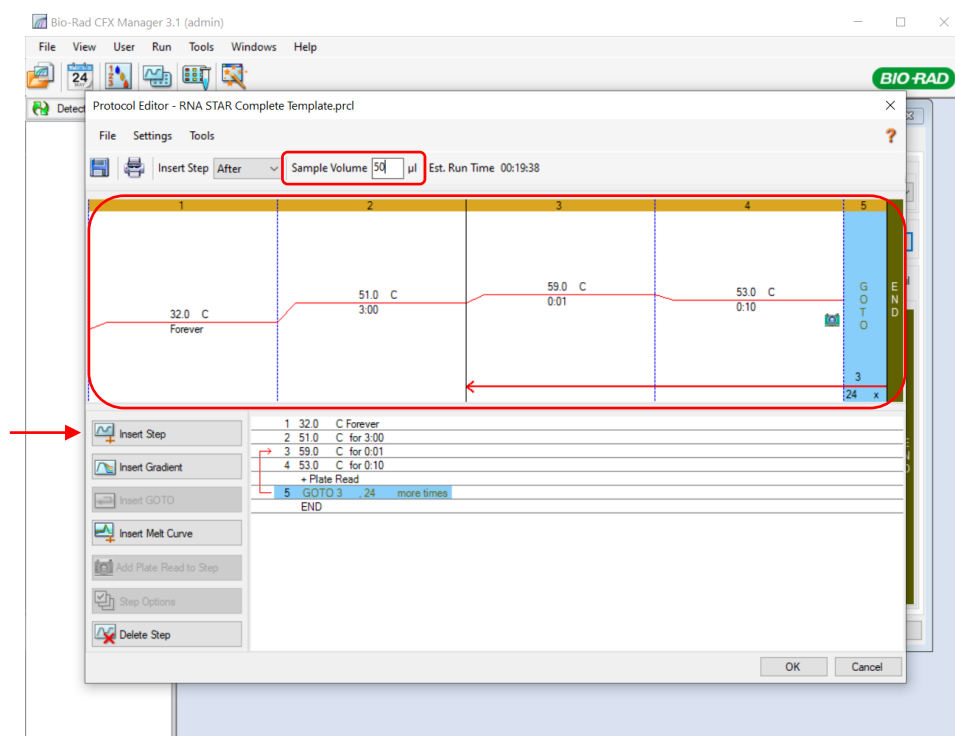 Bio-Rad CFX Manager 3.1 (admin)
File View User Run Tools Windows Help
24
MAY
BIO-RAD
Detec
Protocol Editor - RNA STAR Complete Template.prcl
File Settings Tools
?
Insert Step After Sample Volume 50 µl Est. Run Time 00:19:38
1 2 3 4 5
32.0 C
Forever
51.0 C
3:00
59.0 C
0:01
53.0 C
0:10
GOTO
3
24 x
END
Insert Step
Insert Gradient
Insert GOTO
Insert Melt Curve
Add Plate Read to Step
Step Options
Delete Step
1 32.0 C Forever
2 51.0 C for 3:00
3 59.0 C for 0:01
4 53.0 C for 0:10
+ Plate Read
5 GOTO 3 , 24 more times
END
OK Cancel